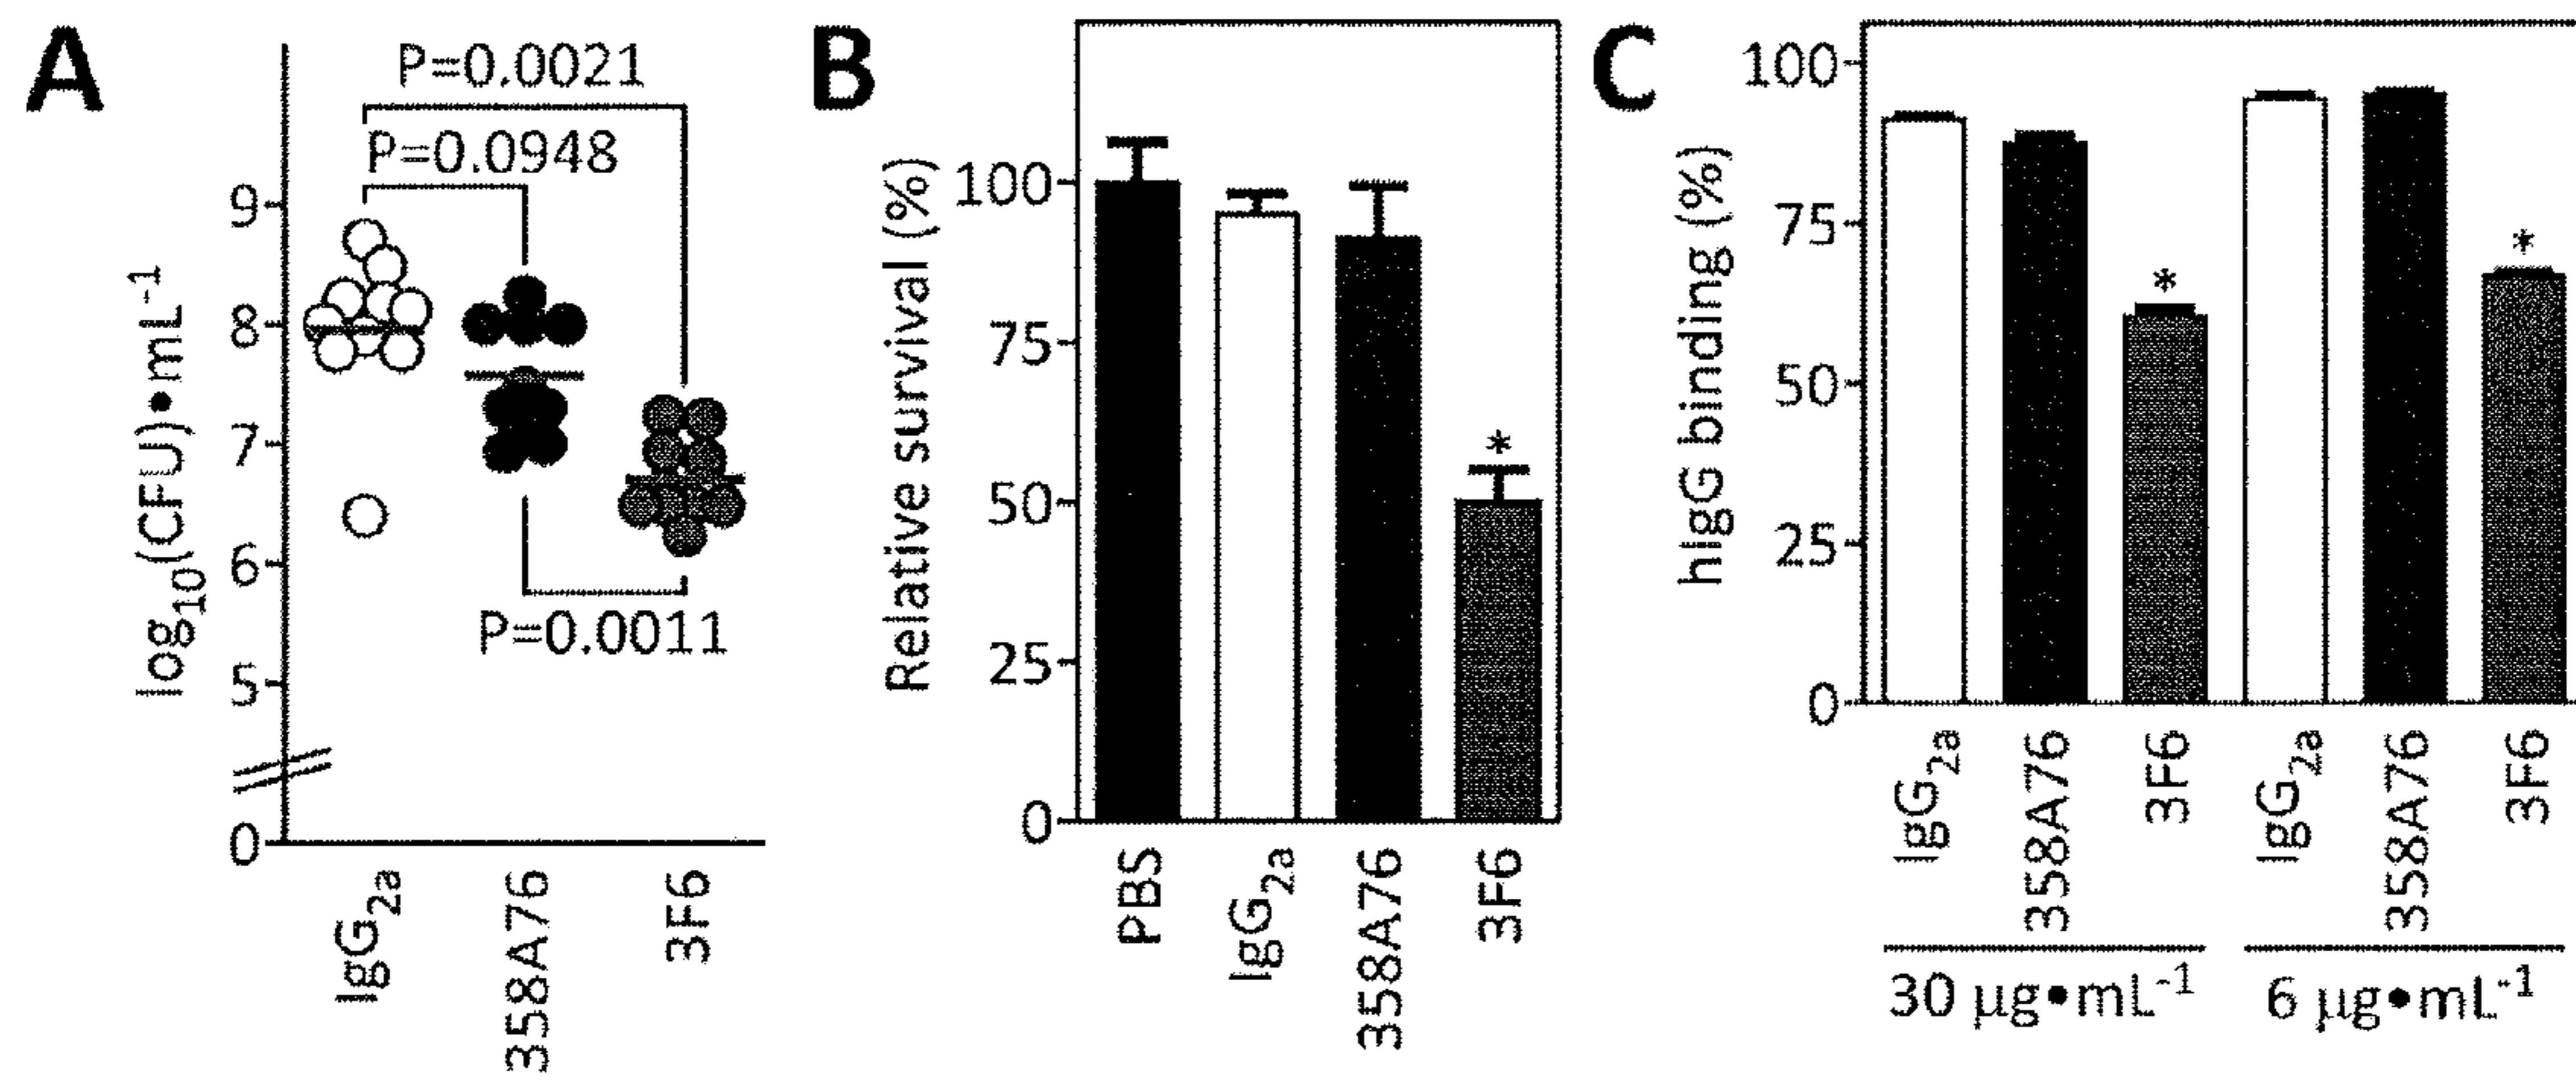 A
P=0.0021
P=0.0948
P=0.0011
log10(CFU)•mL-1
9
8
7
6
5
0
IgG2a
358A76
3F6
B
Relative survival (%)
100
75
50
25
0
*
PBS
IgG2a
358A76
3F6
C
hIgG binding (%)
100
75
50
25
0
*
*
IgG2a
358A76
3F6
IgG2a
358A76
3F6
30 µg•mL-1
6 µg•mL-1